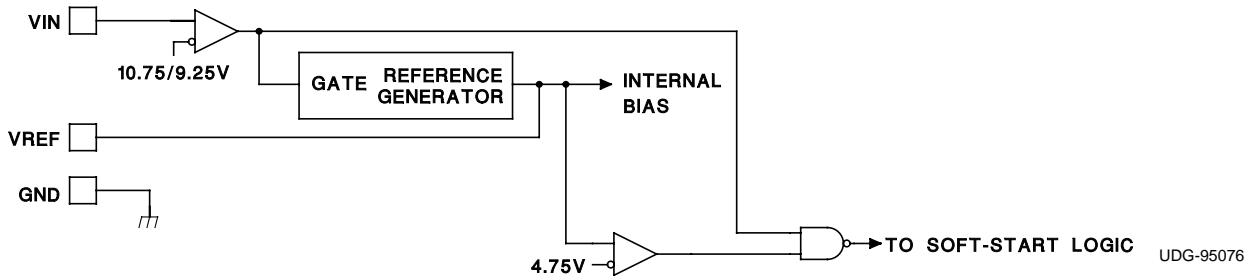 VIN
10.75/9.25V
GATE
REFERENCE
GENERATOR
INTERNAL
BIAS
VREF
GND
4.75V
TO SOFT-START LOGIC
UDG-95076